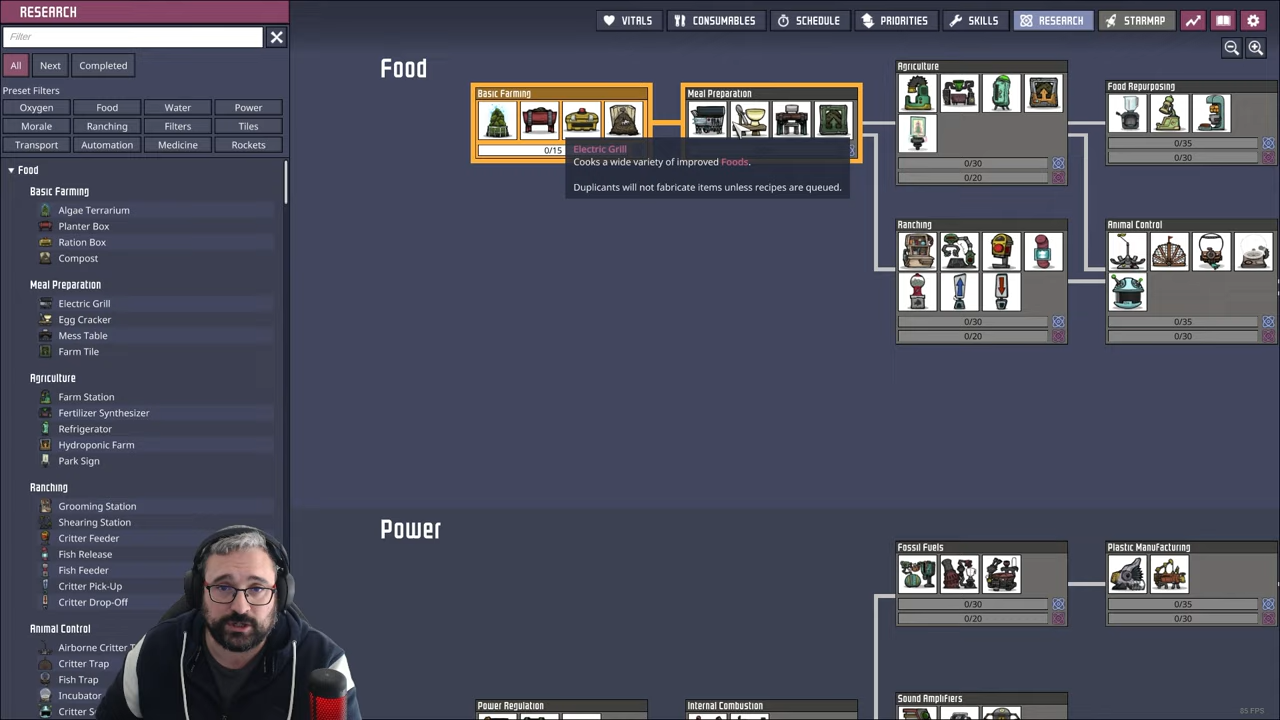 RESEARCH
VITALS
CONSUMABLES
SCHEDULE
PRIORITIES
SKILLS
RESEARCH
STARMAP
Filter
All
Next
Completed
Preset Filters
Oxygen
Food
Water
Power
Morale
Ranching
Filters
Tiles
Transport
Automation
Medicine
Rockets
Food
Basic Farming
Algae Terrarium
Planter Box
Ration Box
Compost
Meal Preparation
Electric Grill
Egg Cracker
Mess Table
Farm Tile
Agriculture
Farm Station
Fertilizer Synthesizer
Refrigerator
Hydroponic Farm
Park Sign
Ranching
Grooming Station
Shearing Station
Critter Feeder
Fish Release
Fish Feeder
Critter Pick-Up
Critter Drop-Off
Animal Control
Airborne Critter T
Critter Trap
Fish Trap
Incubator
Critter S
Food
Basic Farming
0/15
Meal Preparation
Electric Grill
Cooks a wide variety of improved Foods.
Duplicants will not fabricate items unless recipes are queued.
Agriculture
0/30
0/20
Food Repurposing
0/35
0/30
Ranching
0/30
0/20
Animal Control
0/35
0/30
Power
Fossil Fuels
0/30
0/20
Plastic Manufacturing
0/35
0/30
Power Regulation
Internal Combustion
Sound Amplifiers
85 FPS